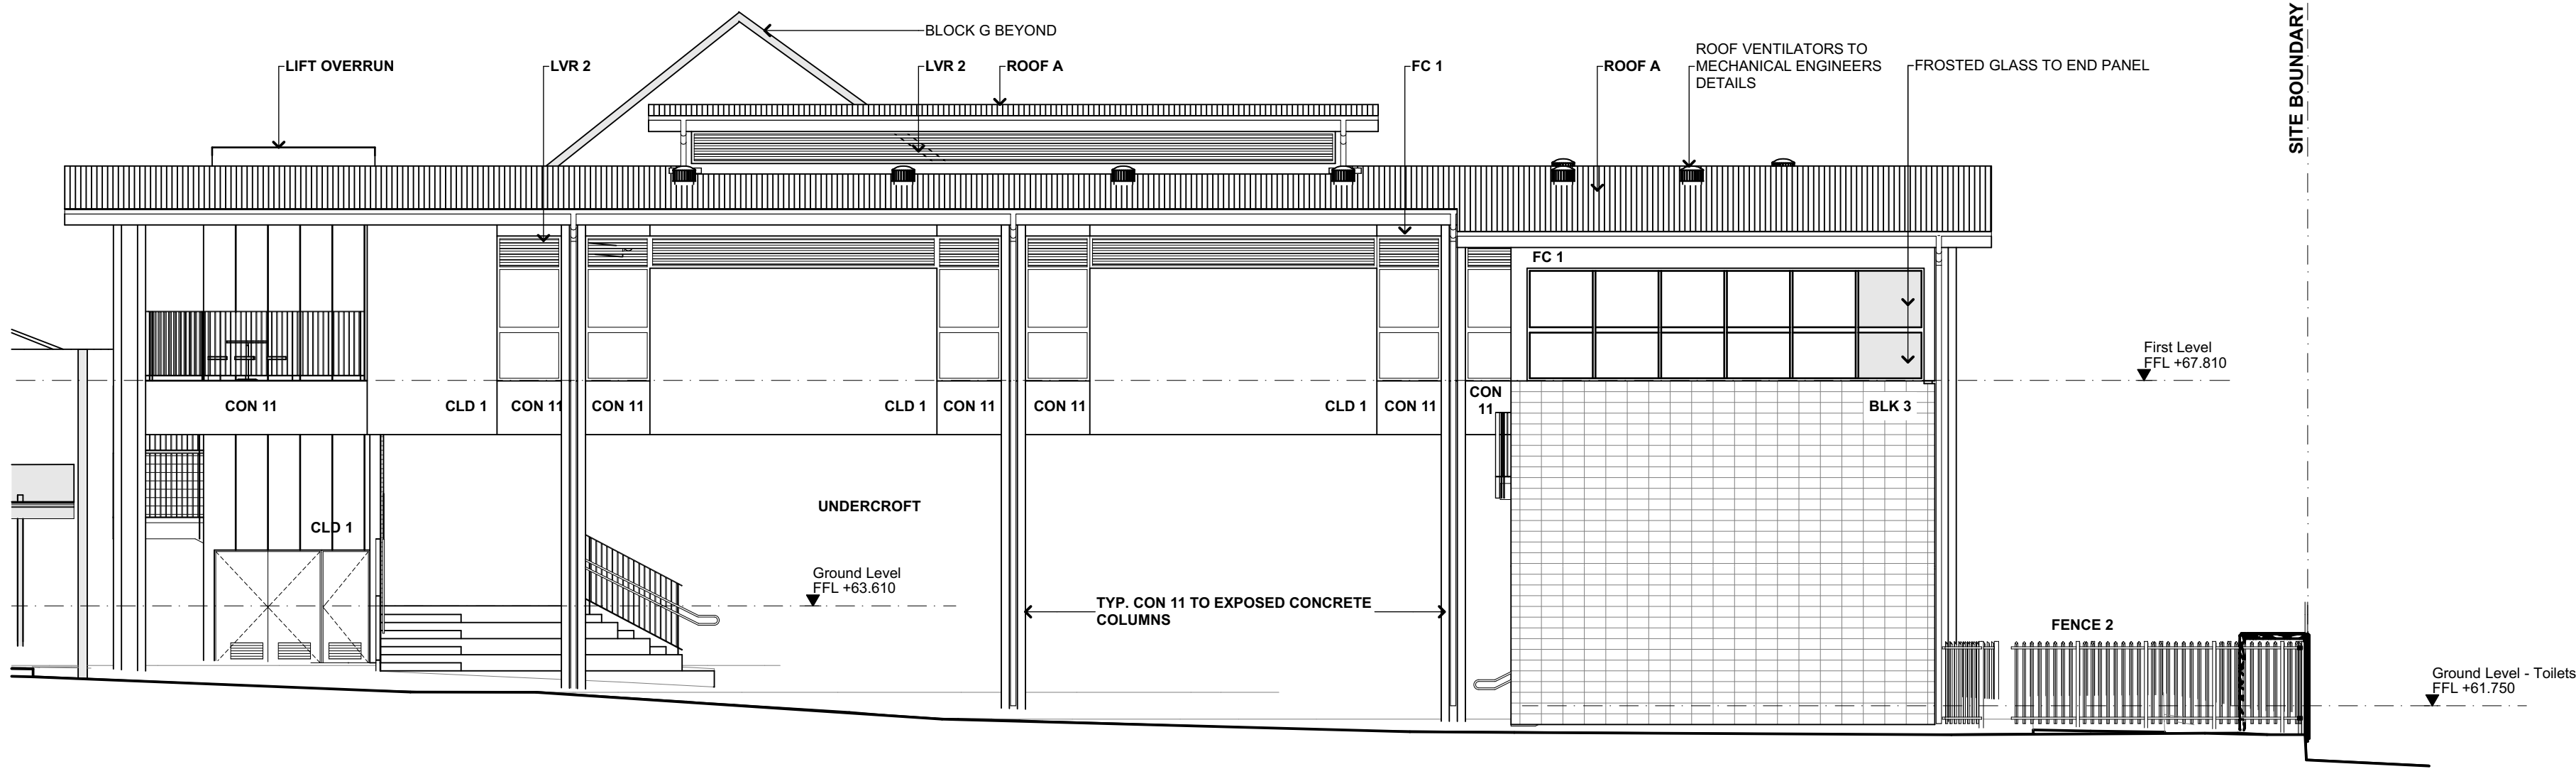 BLOCK G BEYOND
LIFT OVERRUN
LVR 2
LVR 2
ROOF A
FC 1
ROOF A
ROOF VENTILATORS TO
MECHANICAL ENGINEERS
DETAILS
FROSTED GLASS TO END PANEL
SITE BOUNDARY
FC 1
First Level
FFL +67.810
CON 11
CLD 1
CON 11
CON 11
CLD 1
CON 11
CON 11
CLD 1
CON 11
CON
11
BLK 3
UNDERCROFT
CLD 1
Ground Level
FFL +63.610
TYP. CON 11 TO EXPOSED CONCRETE
COLUMNS
FENCE 2
Ground Level - Toilets
FFL +61.750